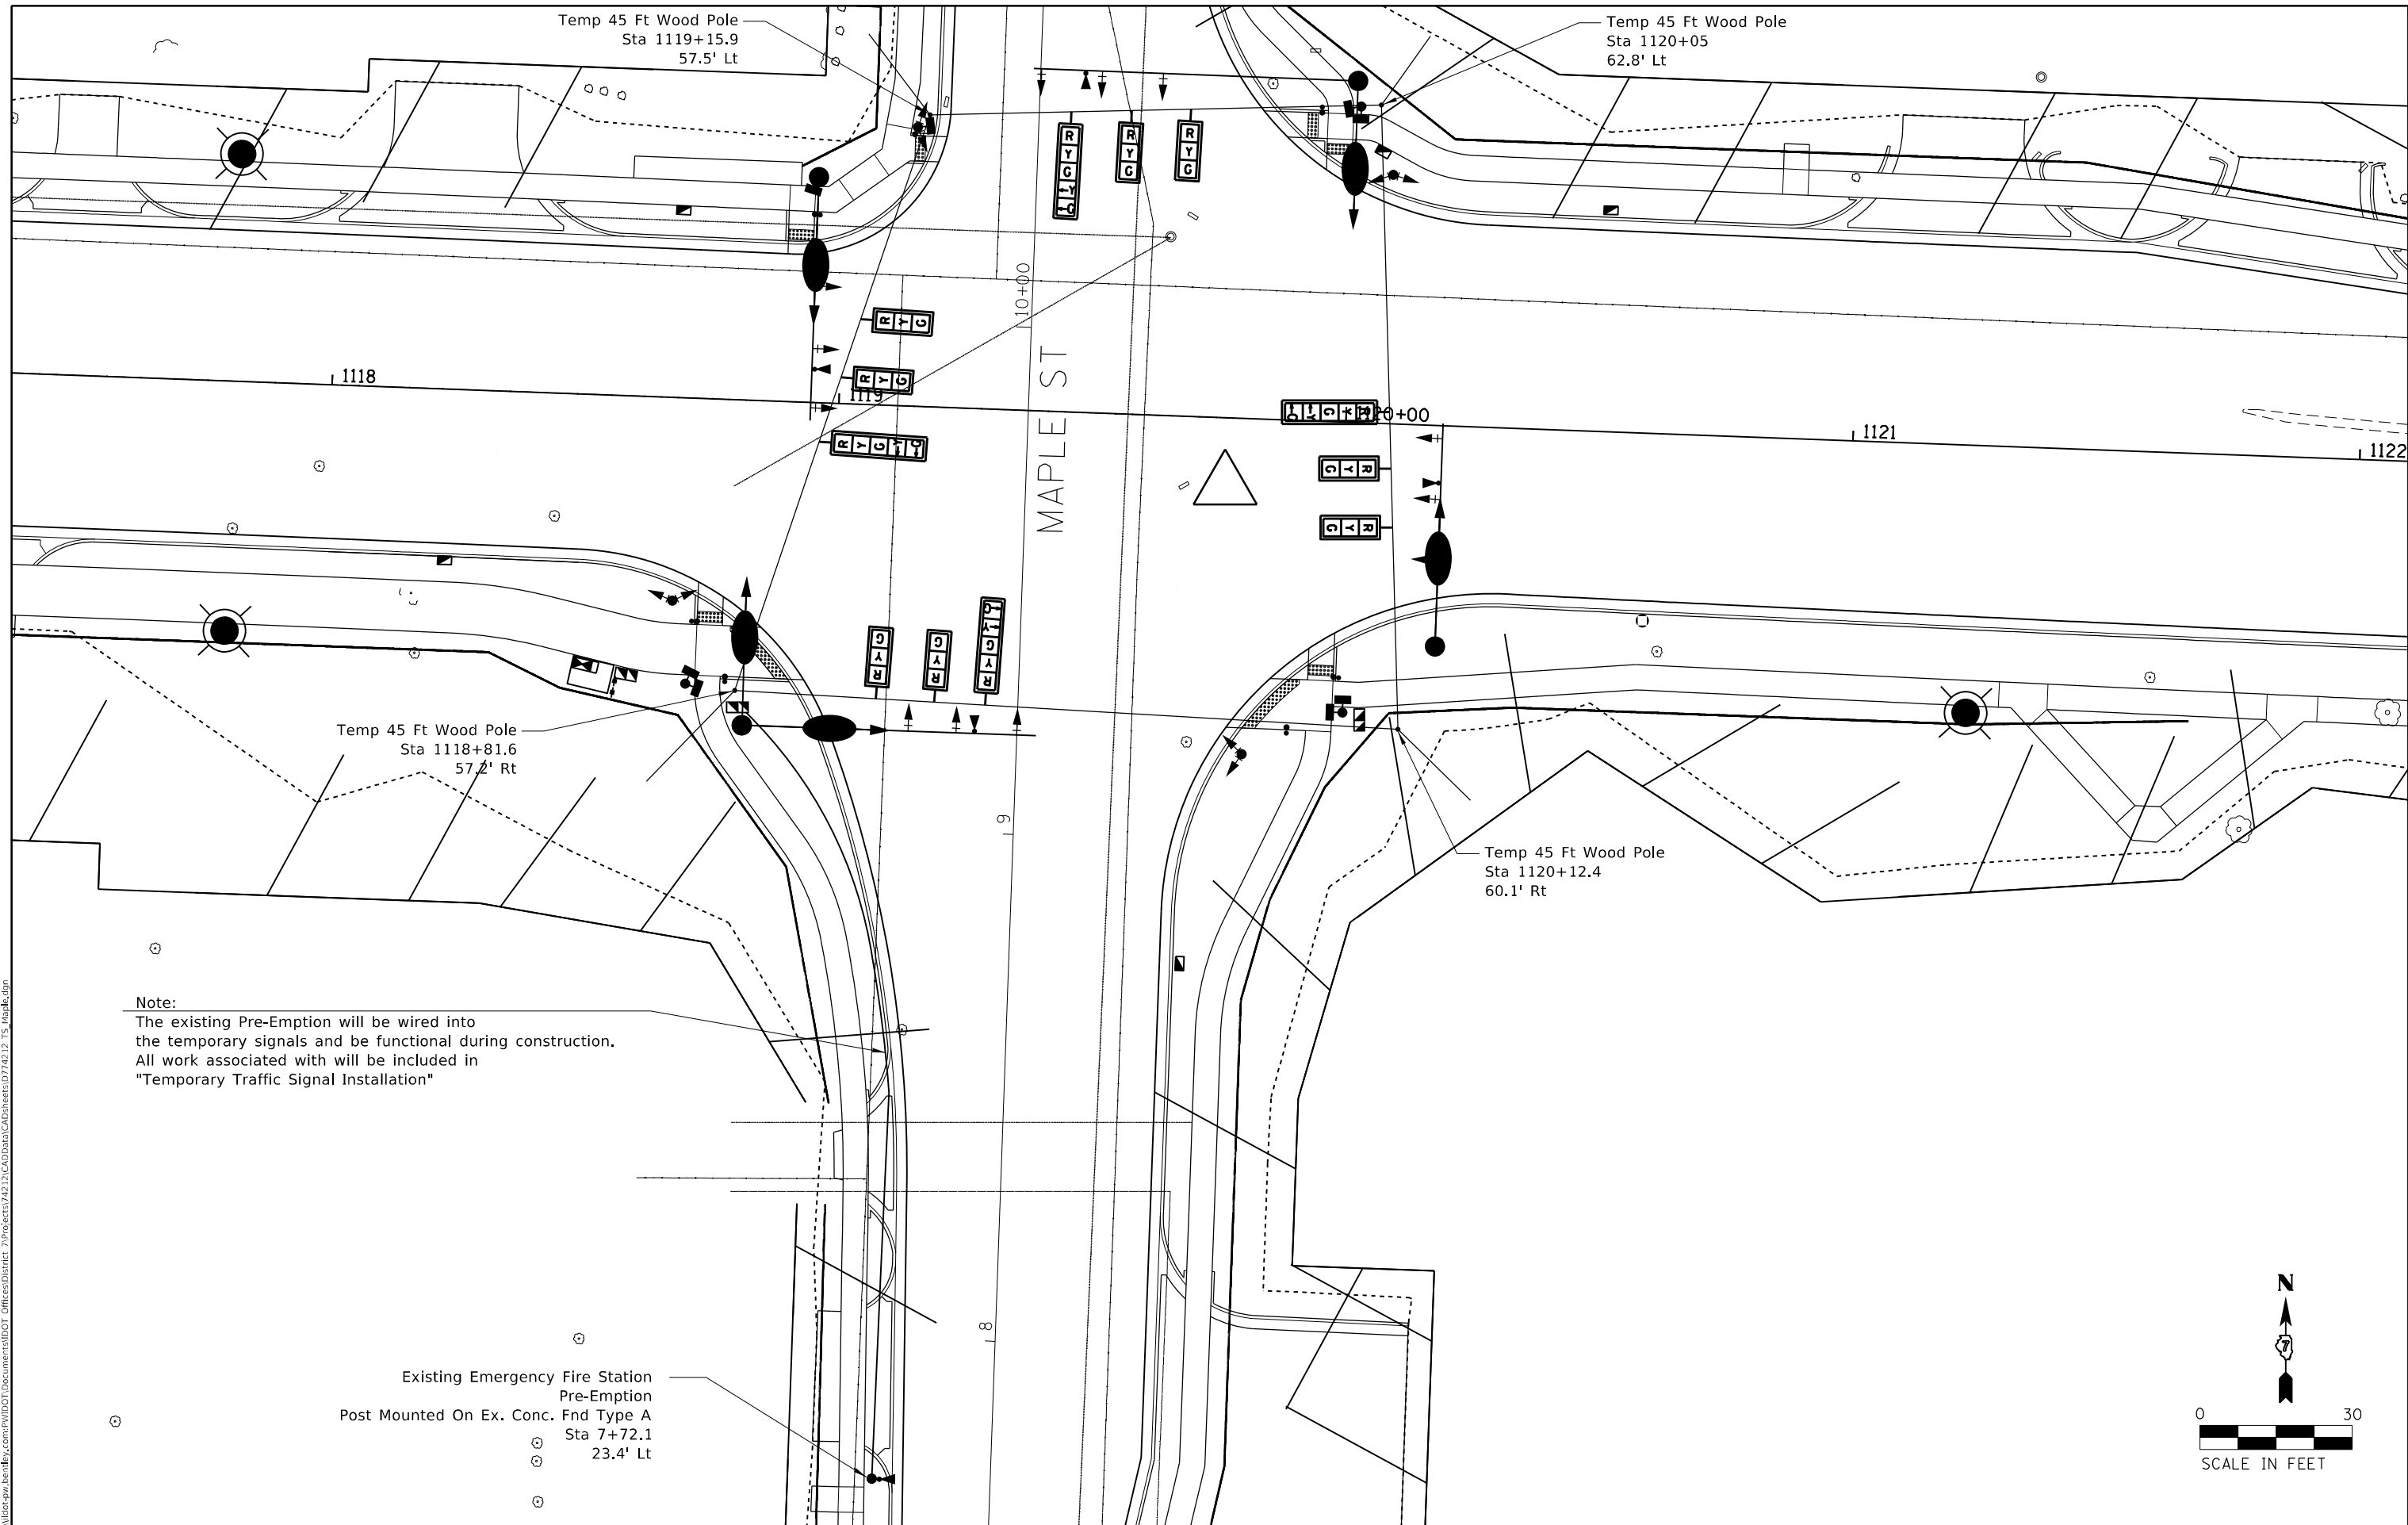 Temp 45 Ft Wood Pole
Sta 1119+15.9
57.5' Lt
Temp 45 Ft Wood Pole
Sta 1120+05
62.8' Lt
R Y G ←Y ←G
R Y G
R Y G
10+00
MAPLE ST
R Y G
R Y G
R Y G ←Y ←G
1118
1119
1120+00
1121
1122
R Y G ←Y ←G
R Y G
R Y G
R Y G
R Y G
R Y G ←Y ←G
Temp 45 Ft Wood Pole
Sta 1118+81.6
57.2' Rt
9
Temp 45 Ft Wood Pole
Sta 1120+12.4
60.1' Rt
Note:
The existing Pre-Emption will be wired into
the temporary signals and be functional during construction.
All work associated with will be included in
"Temporary Traffic Signal Installation"
8
Existing Emergency Fire Station
Pre-Emption
Post Mounted On Ex. Conc. Fnd Type A
Sta 7+72.1
23.4' Lt
N
7
0 30
SCALE IN FEET